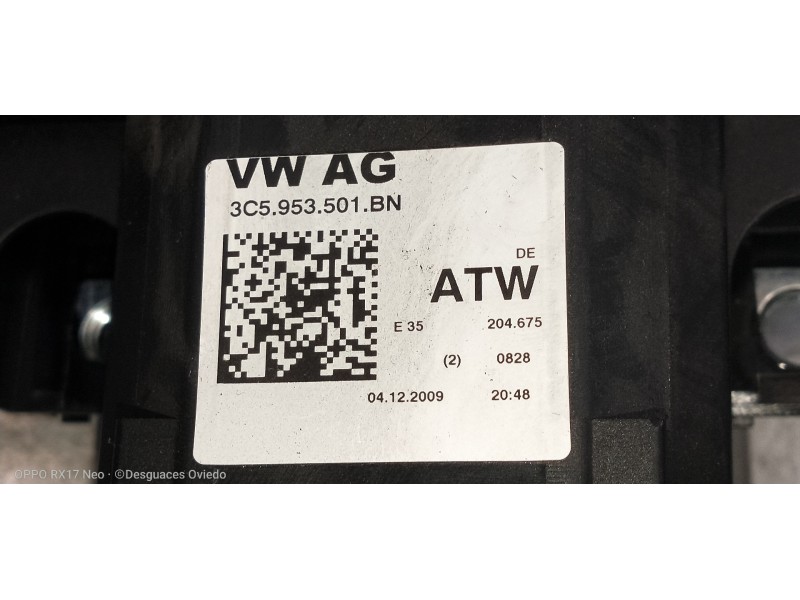 VW AG
3C5.953.501.BN
DE
ATW
E 35 204.675
(2) 0828
04.12.2009 20:48
OPPO RX17 Neo · ©Desguaces Oviedo